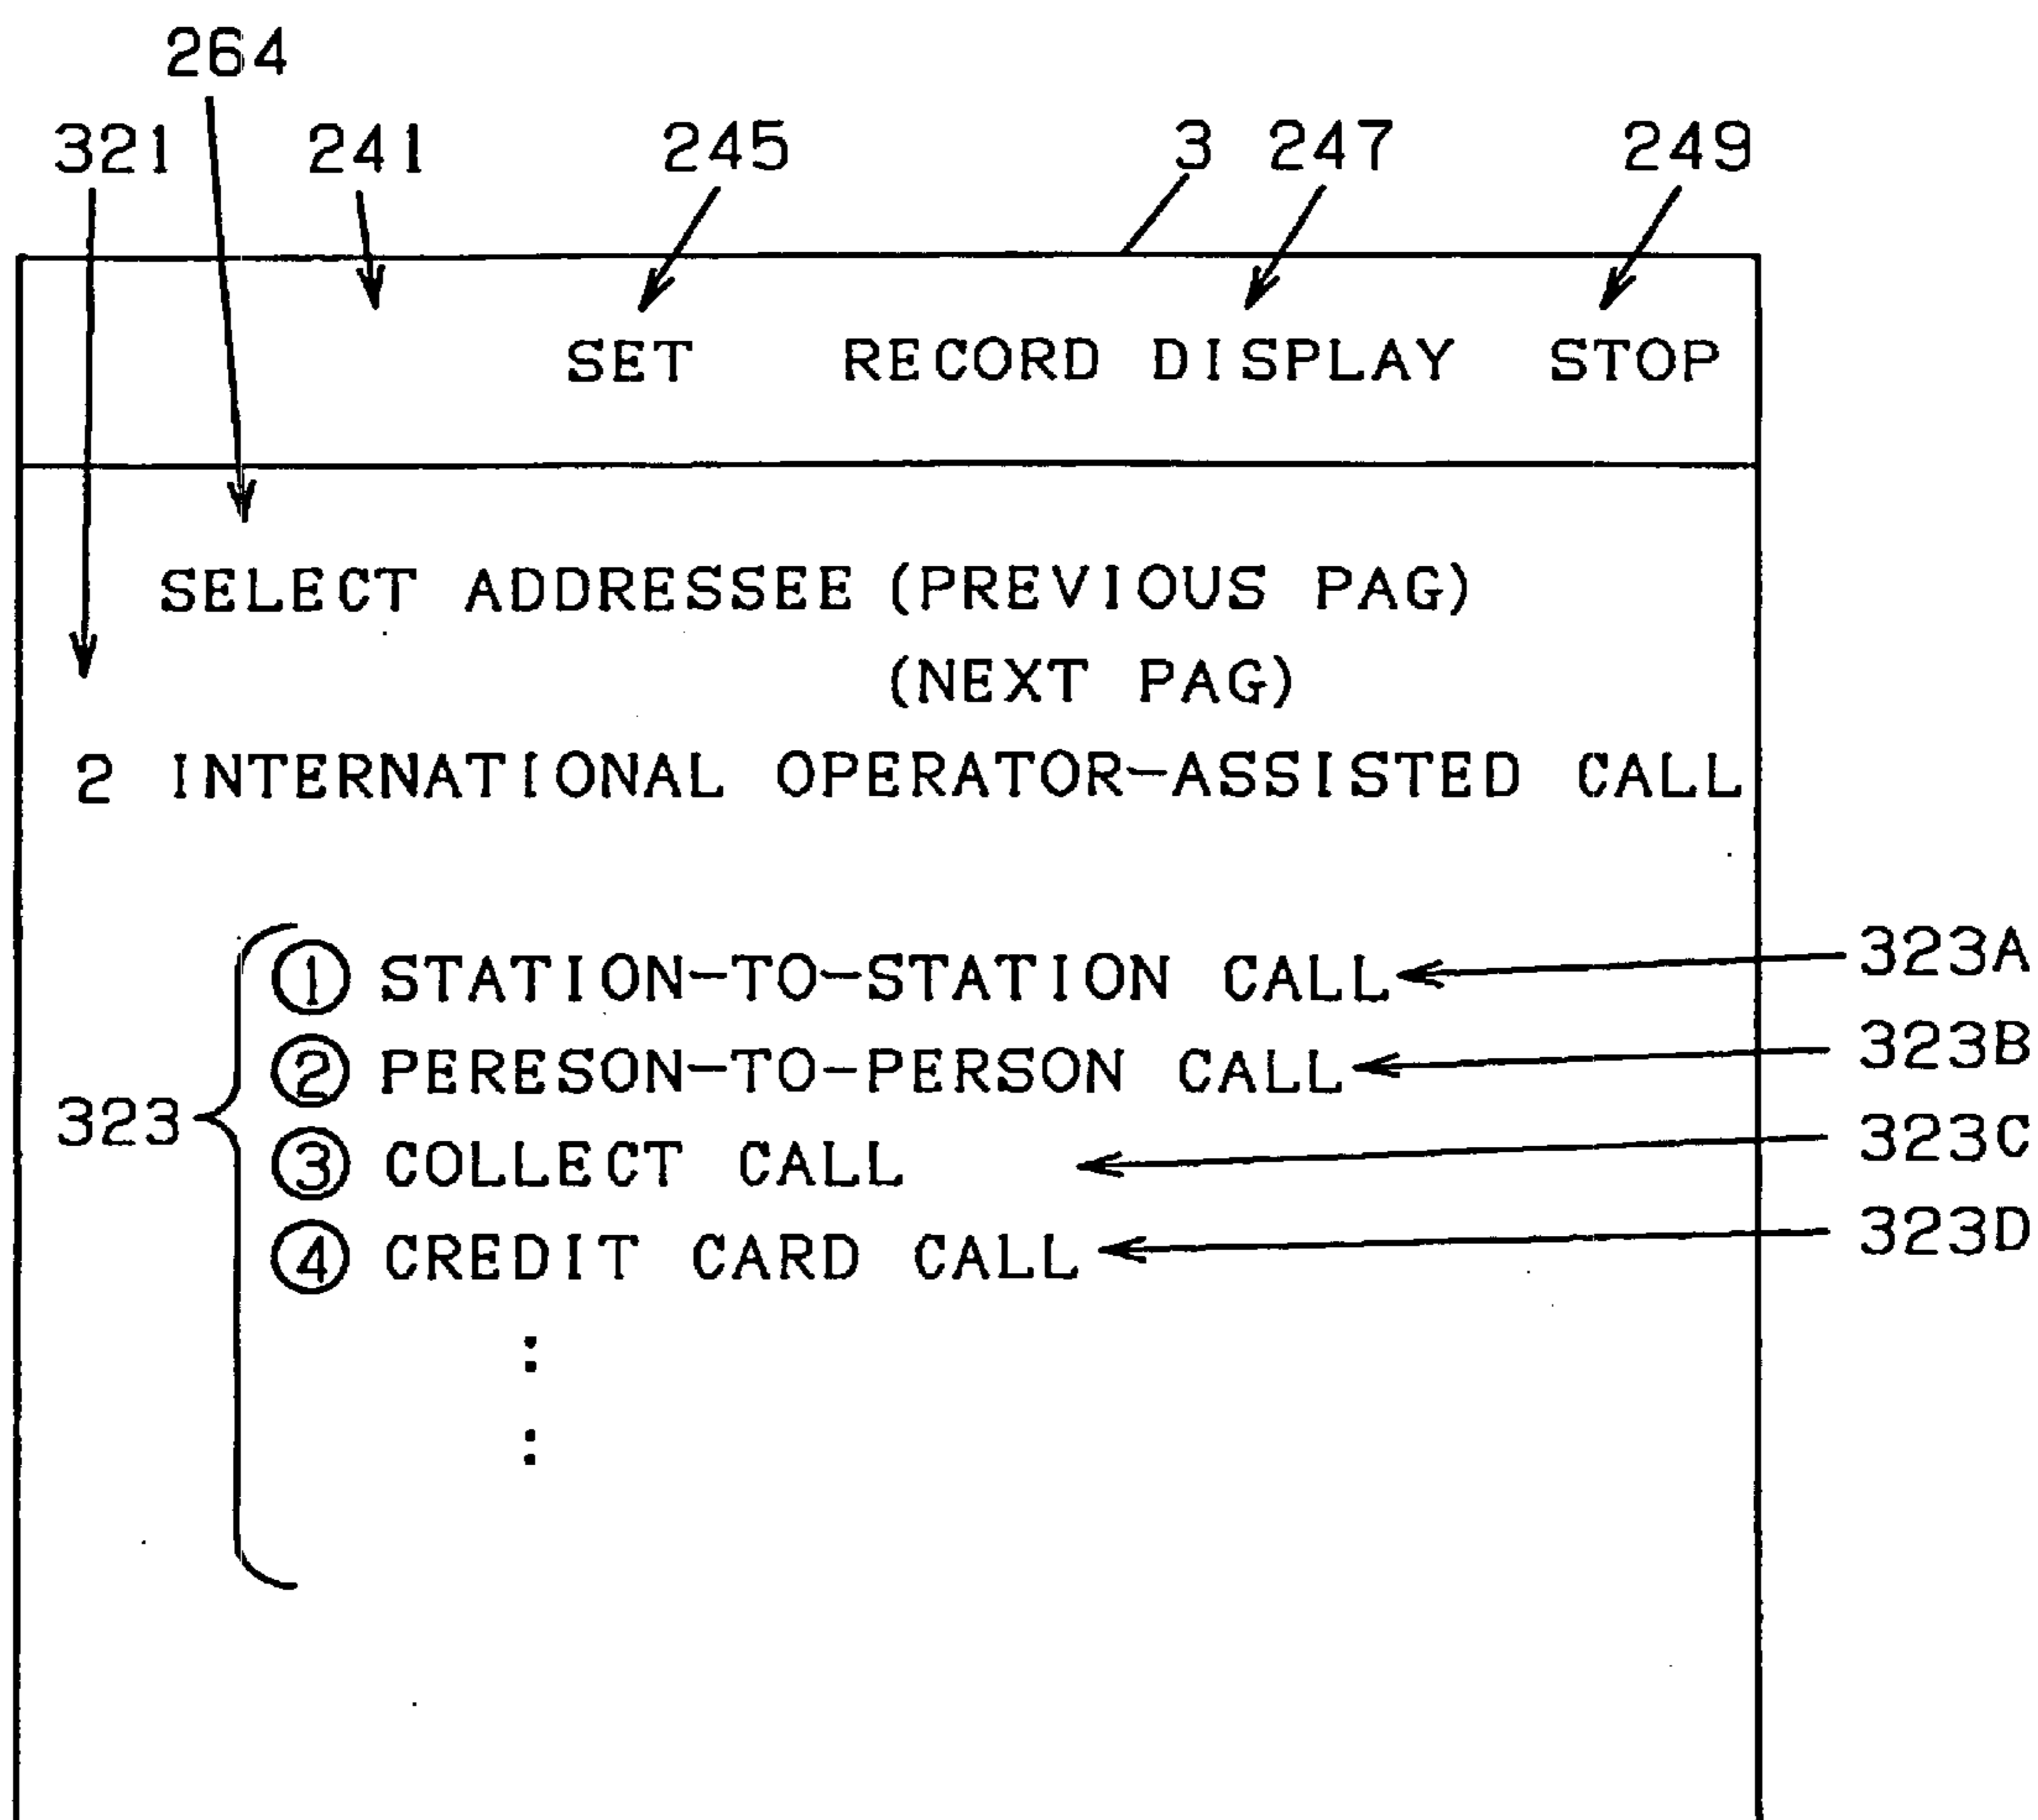 264
321 241 245 3 247 249
SET RECORD DISPLAY STOP
SELECT ADDRESSEE (PREVIOUS PAG)
(NEXT PAG)
2 INTERNATIONAL OPERATOR-ASSISTED CALL
① STATION-TO-STATION CALL 323A
② PERESON-TO-PERSON CALL 323B
323
③ COLLECT CALL 323C
④ CREDIT CARD CALL 323D
:
: